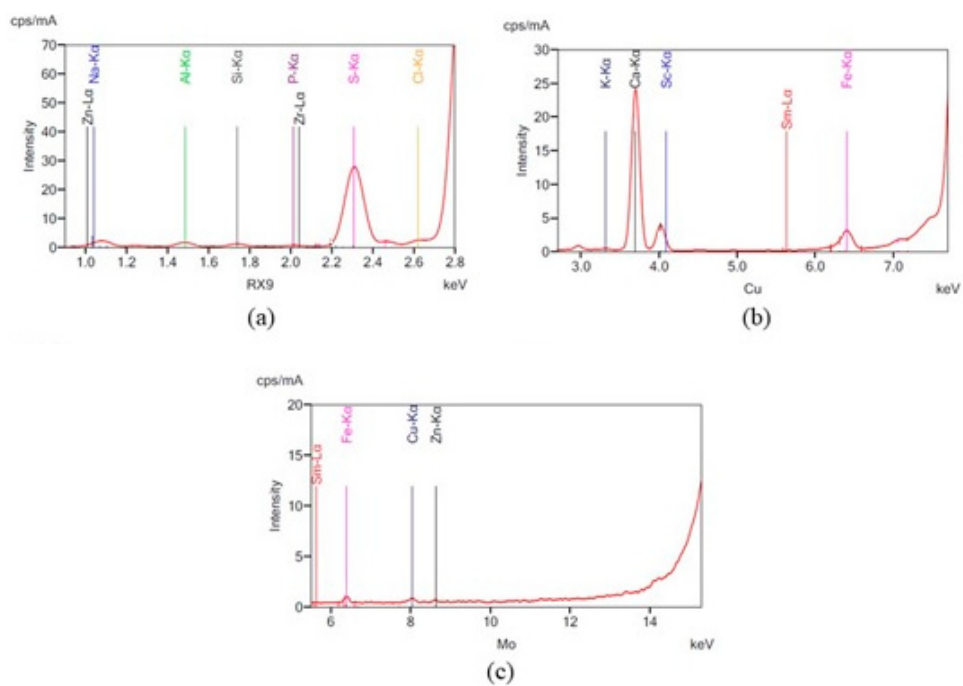 cps/mA
70
60
50
40
30
20
10
0
Intensity
Zn-Lα
Na-Kα
Al-Kα
Si-Kα
P-Kα
Zr-Lα
S-Kα
Cl-Kα
1.0 1.2 1.4 1.6 1.8 2.0 2.2 2.4 2.6 2.8
RX9 keV
(a)
cps/mA
30
25
20
15
10
5
0
Intensity
K-Kα
Ca-Kα
Sc-Kα
Sm-Lα
Fe-Kα
3.0 4.0 5.0 6.0 7.0
Cu keV
(b)
cps/mA
20
15
10
5
0
Intensity
Sm-Lα
Fe-Kα
Cu-Kα
Zn-Kα
6 8 10 12 14
Mo keV
(c)